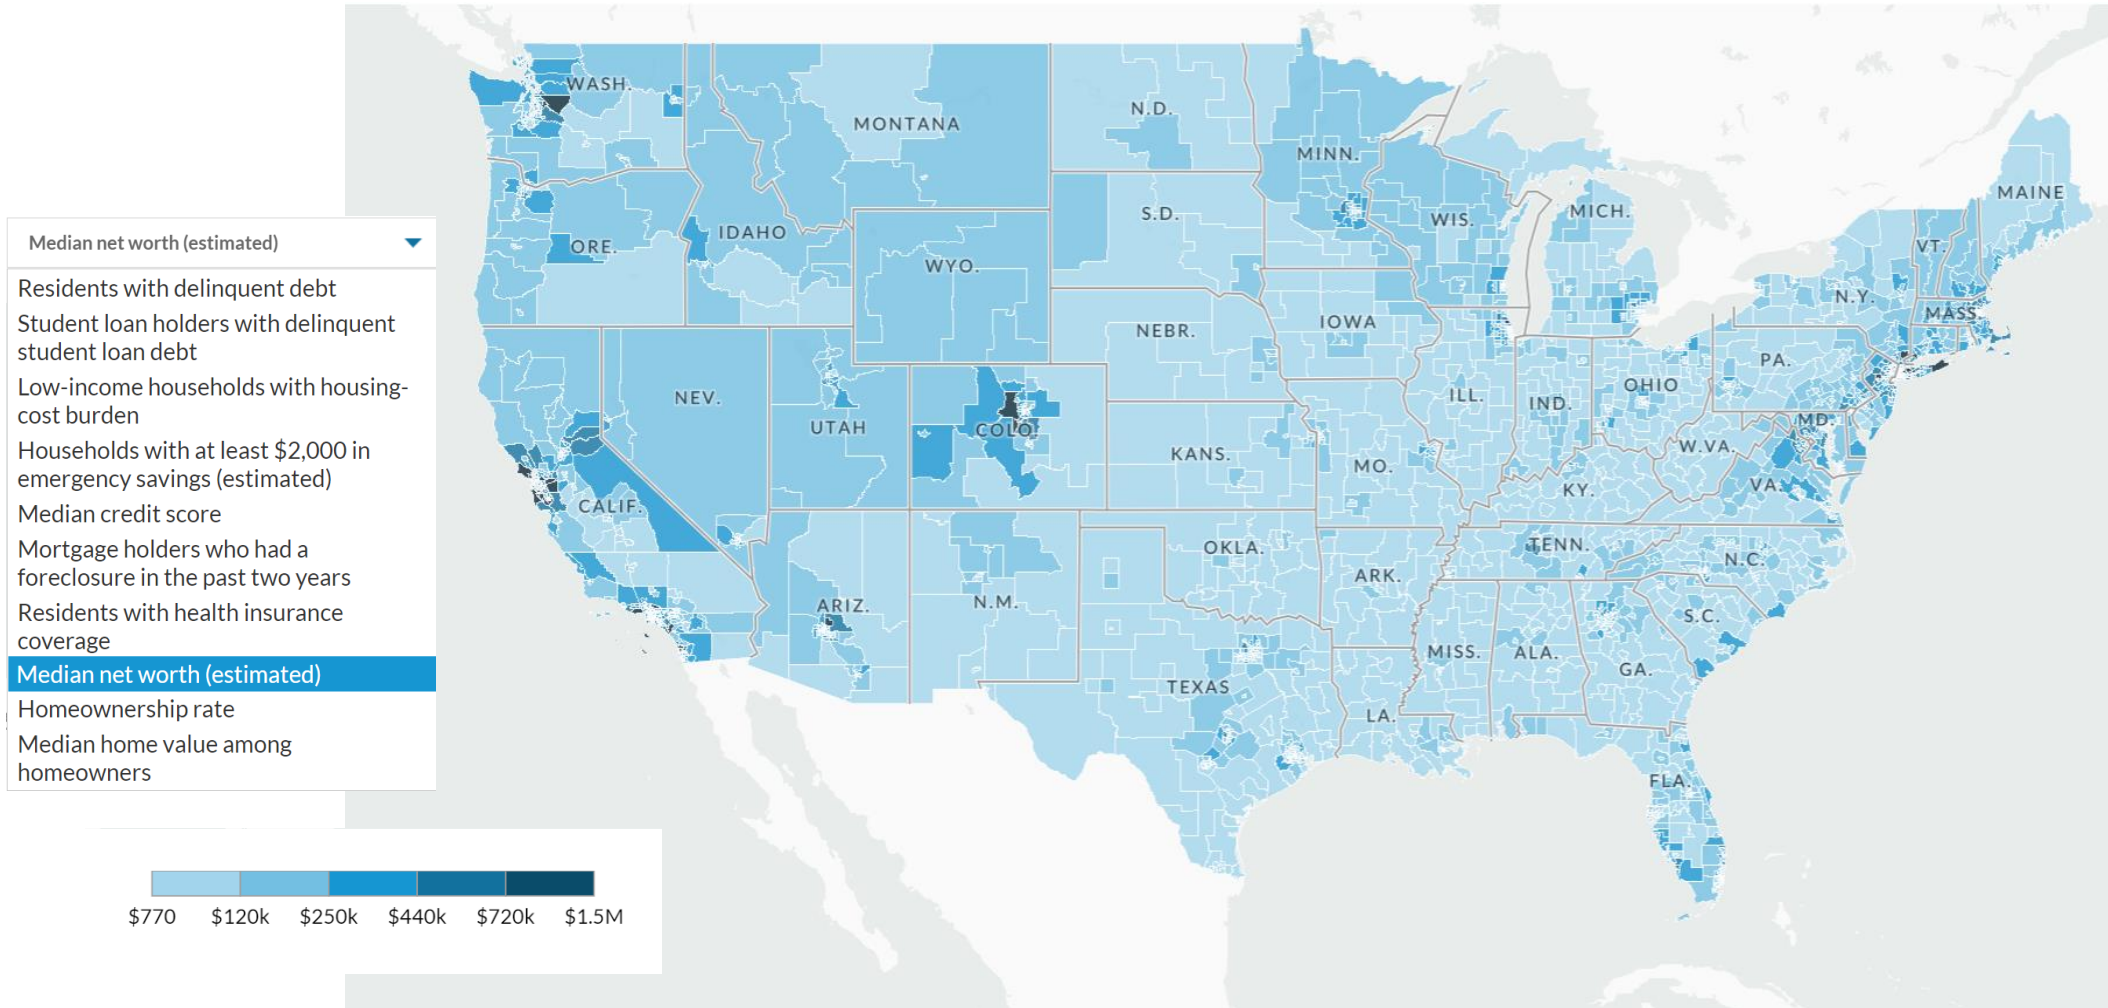 Median net worth (estimated)
Residents with delinquent debt
Student loan holders with delinquent
student loan debt
Low-income households with housing-
cost burden
Households with at least $2,000 in
emergency savings (estimated)
Median credit score
Mortgage holders who had a
foreclosure in the past two years
Residents with health insurance
coverage
Median net worth (estimated)
Homeownership rate
Median home value among
homeowners
$770 $120k $250k $440k $720k $1.5M
WASH.
MONTANA
N.D.
MINN.
MAINE
ORE.
IDAHO
S.D.
WIS.
MICH.
VT.
WYO.
N.Y.
MASS.
NEBR.
IOWA
PA.
NEV.
UTAH
COLO
ILL.
IND.
OHIO
MD.
CALIF.
KANS.
MO.
W.VA.
KY.
VA.
OKLA.
ARK.
TENN.
N.C.
ARIZ.
N.M.
S.C.
TEXAS
MISS.
ALA.
GA.
LA.
FLA.